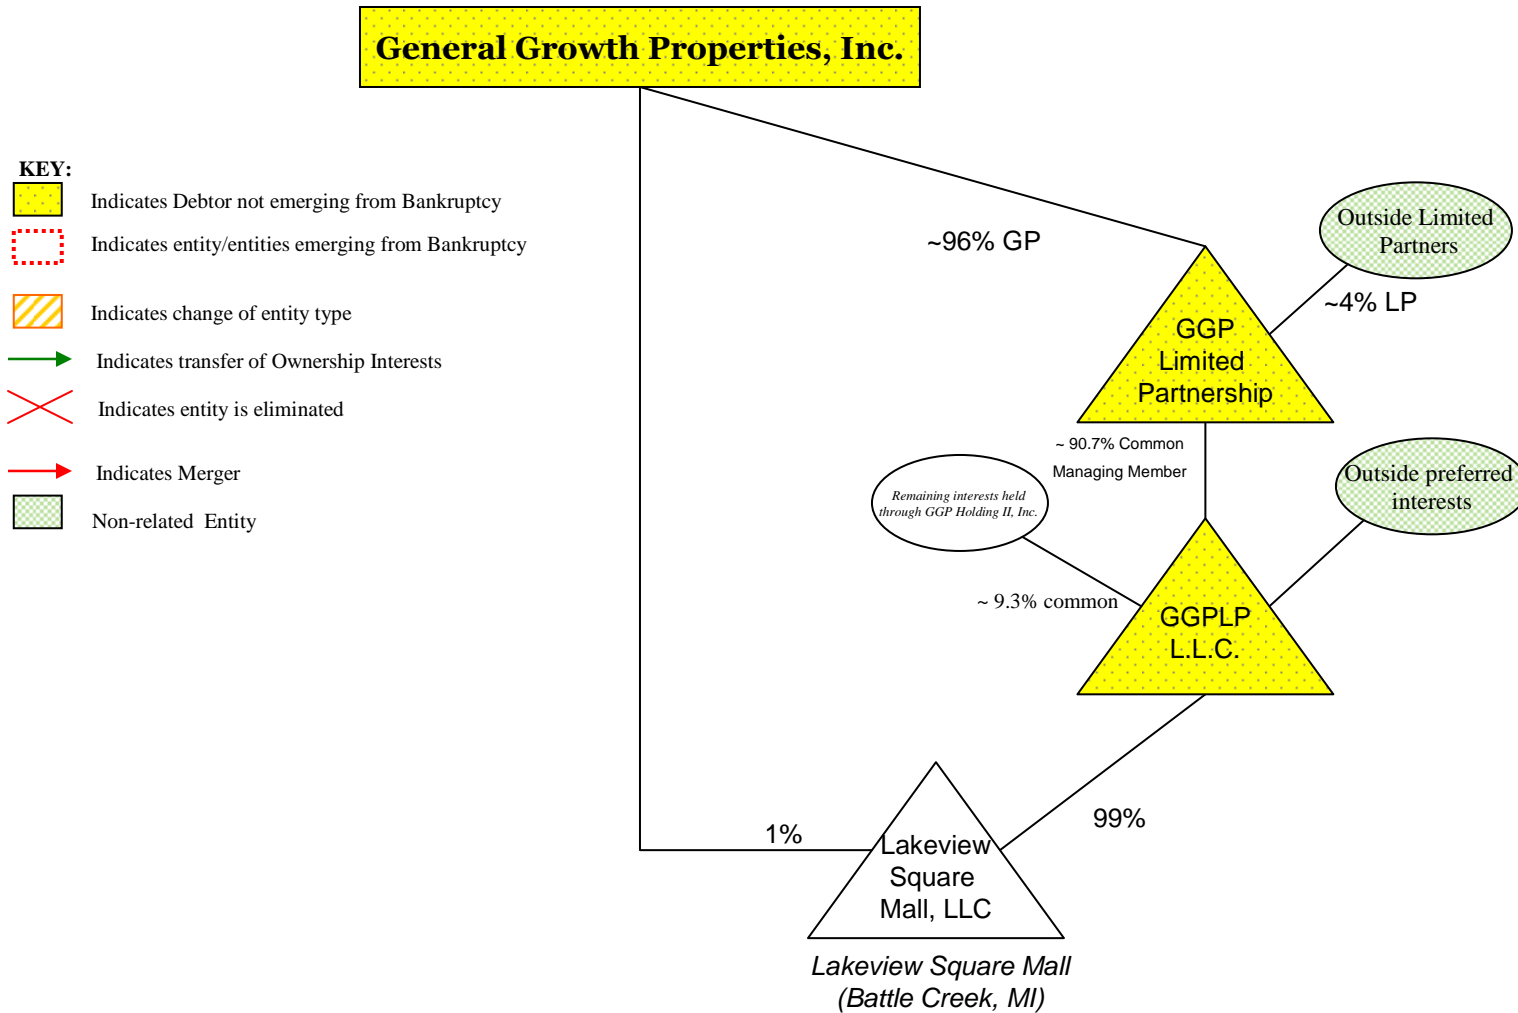 General Growth Properties, Inc.
KEY:
Indicates Debtor not emerging from Bankruptcy
Indicates entity/entities emerging from Bankruptcy
Indicates change of entity type
Indicates transfer of Ownership Interests
Indicates entity is eliminated
Indicates Merger
Non-related Entity
~96% GP
Outside Limited
Partners
~4% LP
GGP
Limited
Partnership
~ 90.7% Common
Managing Member
Remaining interests held
through GGP Holding II, Inc.
Outside preferred
interests
~ 9.3% common
GGPLP
L.L.C.
1%
99%
Lakeview
Square
Mall, LLC
Lakeview Square Mall
(Battle Creek, MI)